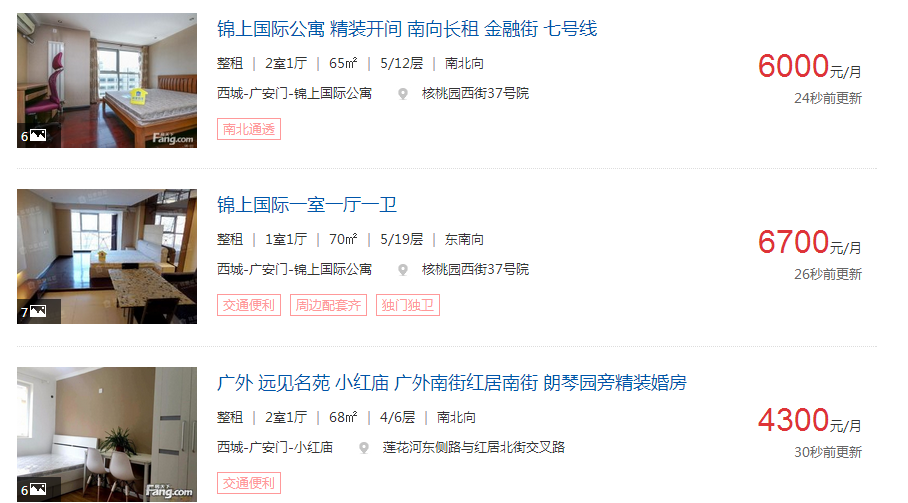 锦上国际公寓 精装开间 南向长租 金融街 七号线
整租 | 2室1厅 | 65㎡ | 5/12层 | 南北向
6000元/月
西城-广安门-锦上国际公寓 核桃园西街37号院
24秒前更新
南北通透
6
Fang.com
锦上国际一室一厅一卫
整租 | 1室1厅 | 70㎡ | 5/19层 | 东南向
6700元/月
西城-广安门-锦上国际公寓 核桃园西街37号院
26秒前更新
交通便利 周边配套齐 独门独卫
7
广外 远见名苑 小红庙 广外南街红居南街 朗琴园旁精装婚房
整租 | 2室1厅 | 68㎡ | 4/6层 | 南北向
4300元/月
西城-广安门-小红庙 莲花河东侧路与红居北街交叉路
30秒前更新
交通便利
6
Fang.com